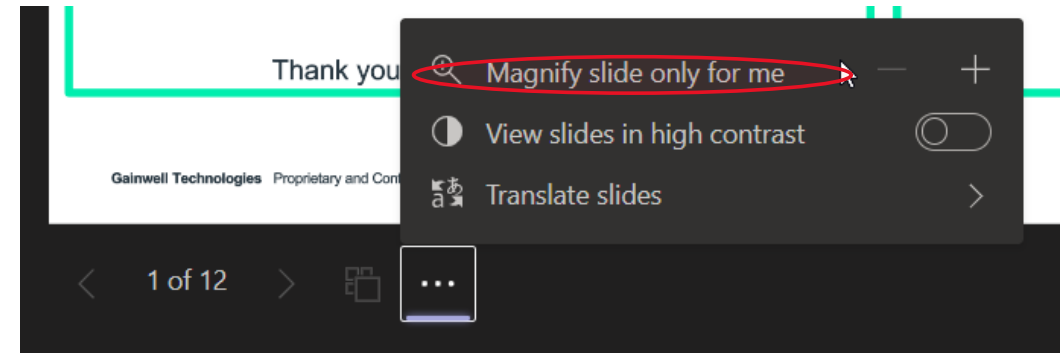 Thank you
Magnify slide only for me
View slides in high contrast
Gainwell Technologies Proprietary and
Translate slides
1 of 12